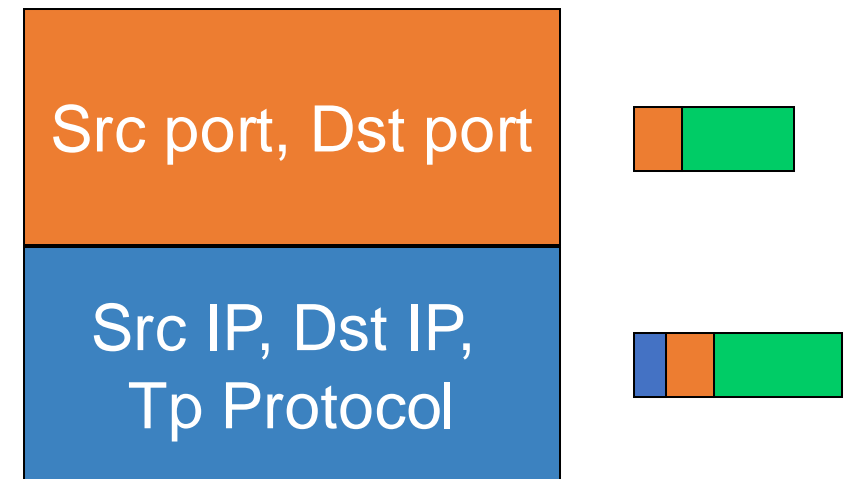 Src port, Dst port
Src IP, Dst IP,
Tp Protocol